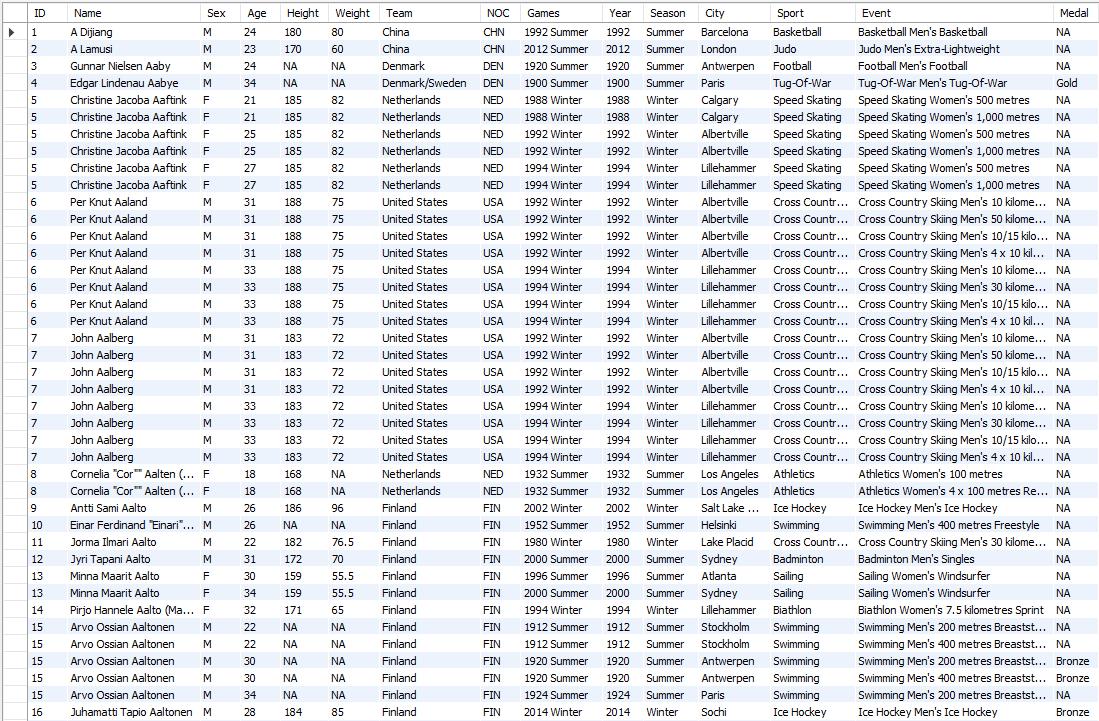 ID Name Sex Age Height Weight Team NOC Games Year Season City Sport Event Medal
1 A Dijiang M 24 180 80 China CHN 1992 Summer 1992 Summer Barcelona Basketball Basketball Men's Basketball NA
2 A Lamusi M 23 170 60 China CHN 2012 Summer 2012 Summer London Judo Judo Men's Extra-Lightweight NA
3 Gunnar Nielsen Aaby M 24 NA NA Denmark DEN 1920 Summer 1920 Summer Antwerpen Football Football Men's Football NA
4 Edgar Lindenau Aabye M 34 NA NA Denmark/Sweden DEN 1900 Summer 1900 Summer Paris Tug-Of-War Tug-Of-War Men's Tug-Of-War Gold
5 Christine Jacoba Aaftink F 21 185 82 Netherlands NED 1988 Winter 1988 Winter Calgary Speed Skating Speed Skating Women's 500 metres NA
5 Christine Jacoba Aaftink F 21 185 82 Netherlands NED 1988 Winter 1988 Winter Calgary Speed Skating Speed Skating Women's 1,000 metres NA
5 Christine Jacoba Aaftink F 25 185 82 Netherlands NED 1992 Winter 1992 Winter Albertville Speed Skating Speed Skating Women's 500 metres NA
5 Christine Jacoba Aaftink F 25 185 82 Netherlands NED 1992 Winter 1992 Winter Albertville Speed Skating Speed Skating Women's 1,000 metres NA
5 Christine Jacoba Aaftink F 27 185 82 Netherlands NED 1994 Winter 1994 Winter Lillehammer Speed Skating Speed Skating Women's 500 metres NA
5 Christine Jacoba Aaftink F 27 185 82 Netherlands NED 1994 Winter 1994 Winter Lillehammer Speed Skating Speed Skating Women's 1,000 metres NA
6 Per Knut Aaland M 31 188 75 United States USA 1992 Winter 1992 Winter Albertville Cross Countr... Cross Country Skiing Men's 10 kilome... NA
6 Per Knut Aaland M 31 188 75 United States USA 1992 Winter 1992 Winter Albertville Cross Countr... Cross Country Skiing Men's 50 kilome... NA
6 Per Knut Aaland M 31 188 75 United States USA 1992 Winter 1992 Winter Albertville Cross Countr... Cross Country Skiing Men's 10/15 kilo... NA
6 Per Knut Aaland M 31 188 75 United States USA 1992 Winter 1992 Winter Albertville Cross Countr... Cross Country Skiing Men's 4 x 10 kil... NA
6 Per Knut Aaland M 33 188 75 United States USA 1994 Winter 1994 Winter Lillehammer Cross Countr... Cross Country Skiing Men's 10 kilome... NA
6 Per Knut Aaland M 33 188 75 United States USA 1994 Winter 1994 Winter Lillehammer Cross Countr... Cross Country Skiing Men's 30 kilome... NA
6 Per Knut Aaland M 33 188 75 United States USA 1994 Winter 1994 Winter Lillehammer Cross Countr... Cross Country Skiing Men's 10/15 kilo... NA
6 Per Knut Aaland M 33 188 75 United States USA 1994 Winter 1994 Winter Lillehammer Cross Countr... Cross Country Skiing Men's 4 x 10 kil... NA
7 John Aalberg M 31 183 72 United States USA 1992 Winter 1992 Winter Albertville Cross Countr... Cross Country Skiing Men's 10 kilome... NA
7 John Aalberg M 31 183 72 United States USA 1992 Winter 1992 Winter Albertville Cross Countr... Cross Country Skiing Men's 50 kilome... NA
7 John Aalberg M 31 183 72 United States USA 1992 Winter 1992 Winter Albertville Cross Countr... Cross Country Skiing Men's 10/15 kilo... NA
7 John Aalberg M 31 183 72 United States USA 1992 Winter 1992 Winter Albertville Cross Countr... Cross Country Skiing Men's 4 x 10 kil... NA
7 John Aalberg M 33 183 72 United States USA 1994 Winter 1994 Winter Lillehammer Cross Countr... Cross Country Skiing Men's 10 kilome... NA
7 John Aalberg M 33 183 72 United States USA 1994 Winter 1994 Winter Lillehammer Cross Countr... Cross Country Skiing Men's 30 kilome... NA
7 John Aalberg M 33 183 72 United States USA 1994 Winter 1994 Winter Lillehammer Cross Countr... Cross Country Skiing Men's 10/15 kilo... NA
7 John Aalberg M 33 183 72 United States USA 1994 Winter 1994 Winter Lillehammer Cross Countr... Cross Country Skiing Men's 4 x 10 kil... NA
8 Cornelia "Cor"" Aalten (... F 18 168 NA Netherlands NED 1932 Summer 1932 Summer Los Angeles Athletics Athletics Women's 100 metres NA
8 Cornelia "Cor"" Aalten (... F 18 168 NA Netherlands NED 1932 Summer 1932 Summer Los Angeles Athletics Athletics Women's 4 x 100 metres Re... NA
9 Antti Sami Aalto M 26 186 96 Finland FIN 2002 Winter 2002 Winter Salt Lake ... Ice Hockey Ice Hockey Men's Ice Hockey NA
10 Einar Ferdinand "Einari"... M 26 NA NA Finland FIN 1952 Summer 1952 Summer Helsinki Swimming Swimming Men's 400 metres Freestyle NA
11 Jorma Ilmari Aalto M 22 182 76.5 Finland FIN 1980 Winter 1980 Winter Lake Placid Cross Countr... Cross Country Skiing Men's 30 kilome... NA
12 Jyri Tapani Aalto M 31 172 70 Finland FIN 2000 Summer 2000 Summer Sydney Badminton Badminton Men's Singles NA
13 Minna Maarit Aalto F 30 159 55.5 Finland FIN 1996 Summer 1996 Summer Atlanta Sailing Sailing Women's Windsurfer NA
13 Minna Maarit Aalto F 34 159 55.5 Finland FIN 2000 Summer 2000 Summer Sydney Sailing Sailing Women's Windsurfer NA
14 Pirjo Hannele Aalto (Ma... F 32 171 65 Finland FIN 1994 Winter 1994 Winter Lillehammer Biathlon Biathlon Women's 7.5 kilometres Sprint NA
15 Arvo Ossian Aaltonen M 22 NA NA Finland FIN 1912 Summer 1912 Summer Stockholm Swimming Swimming Men's 200 metres Breastst... NA
15 Arvo Ossian Aaltonen M 22 NA NA Finland FIN 1912 Summer 1912 Summer Stockholm Swimming Swimming Men's 400 metres Breastst... NA
15 Arvo Ossian Aaltonen M 30 NA NA Finland FIN 1920 Summer 1920 Summer Antwerpen Swimming Swimming Men's 200 metres Breastst... Bronze
15 Arvo Ossian Aaltonen M 30 NA NA Finland FIN 1920 Summer 1920 Summer Antwerpen Swimming Swimming Men's 400 metres Breastst... Bronze
15 Arvo Ossian Aaltonen M 34 NA NA Finland FIN 1924 Summer 1924 Summer Paris Swimming Swimming Men's 200 metres Breastst... NA
16 Juhamatti Tapio Aaltonen M 28 184 85 Finland FIN 2014 Winter 2014 Winter Sochi Ice Hockey Ice Hockey Men's Ice Hockey Bronze